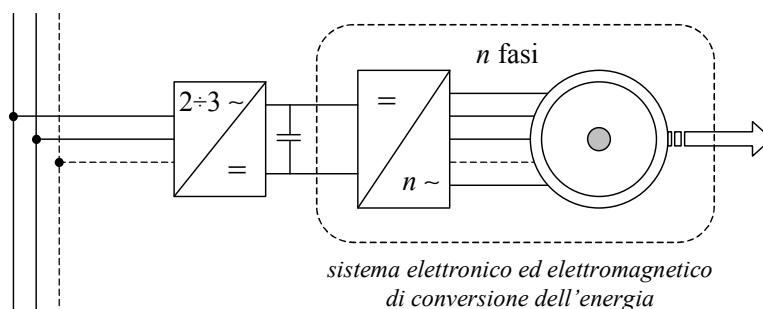 n fasi
2÷3 ~
=
=
n ~
sistema elettronico ed elettromagnetico
di conversione dell’energia